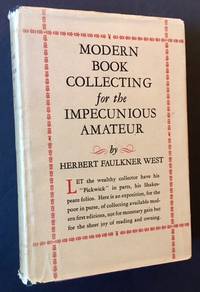 MODERN
BOOK
COLLECTING
for the
IMPECUNIOUS
AMATEUR
by
HERBERT FAULKNER WEST
LET the wealthy collector have his
"Pickwick" in parts, his Shakes-
peare folios. Here is an exposition, for the
poor in purse, of collecting available mod-
ern first editions, not for monetary gain but
for the sheer joy of reading and owning.